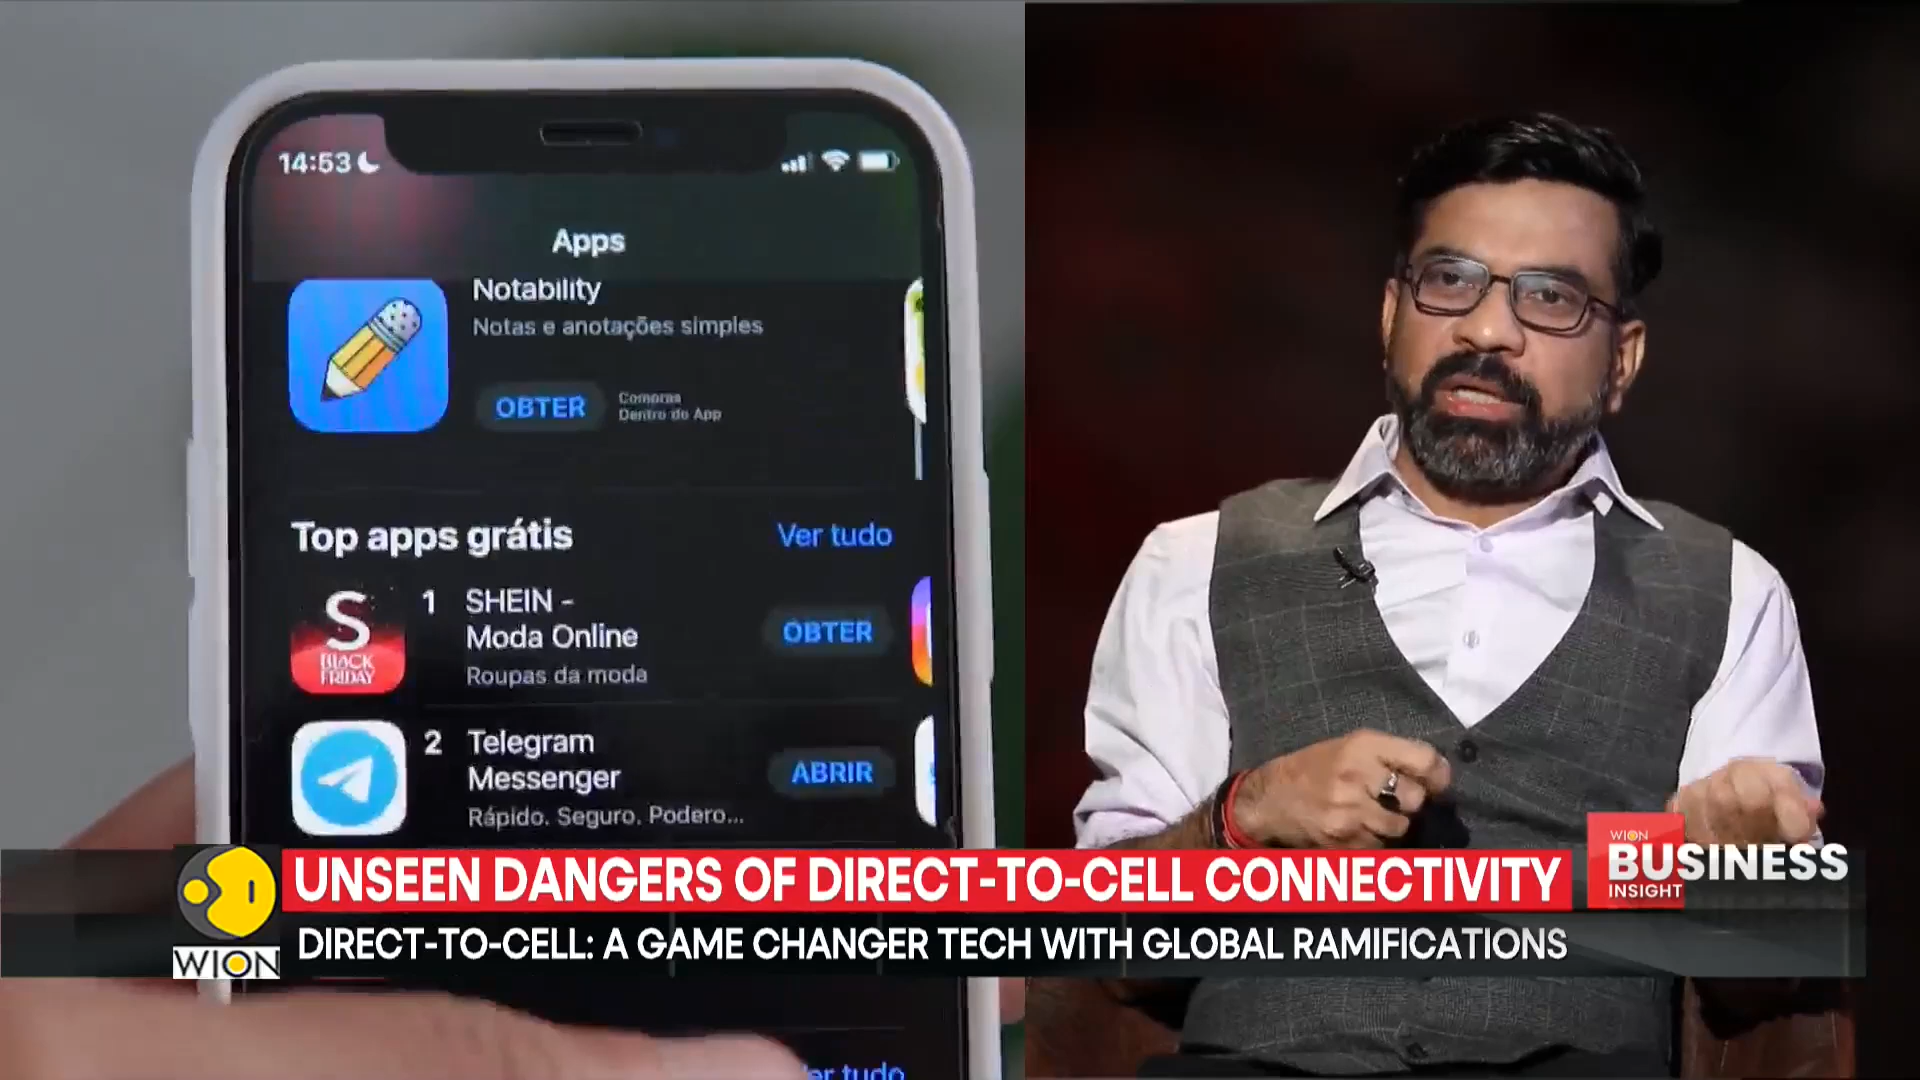 14:53
Apps
Notability
Notas e anotações simples
OBTER
Compras
Dentro do App
Top apps grátis
Ver tudo
S
BLACK
FRIDAY
1
SHEIN -
Moda Online
Roupas da moda
OBTER
2
Telegram
Messenger
Rápido. Seguro. Podero...
ABRIR
UNSEEN DANGERS OF DIRECT-TO-CELL CONNECTIVITY
DIRECT-TO-CELL: A GAME CHANGER TECH WITH GLOBAL RAMIFICATIONS
WION
WION
BUSINESS
INSIGHT
tudo